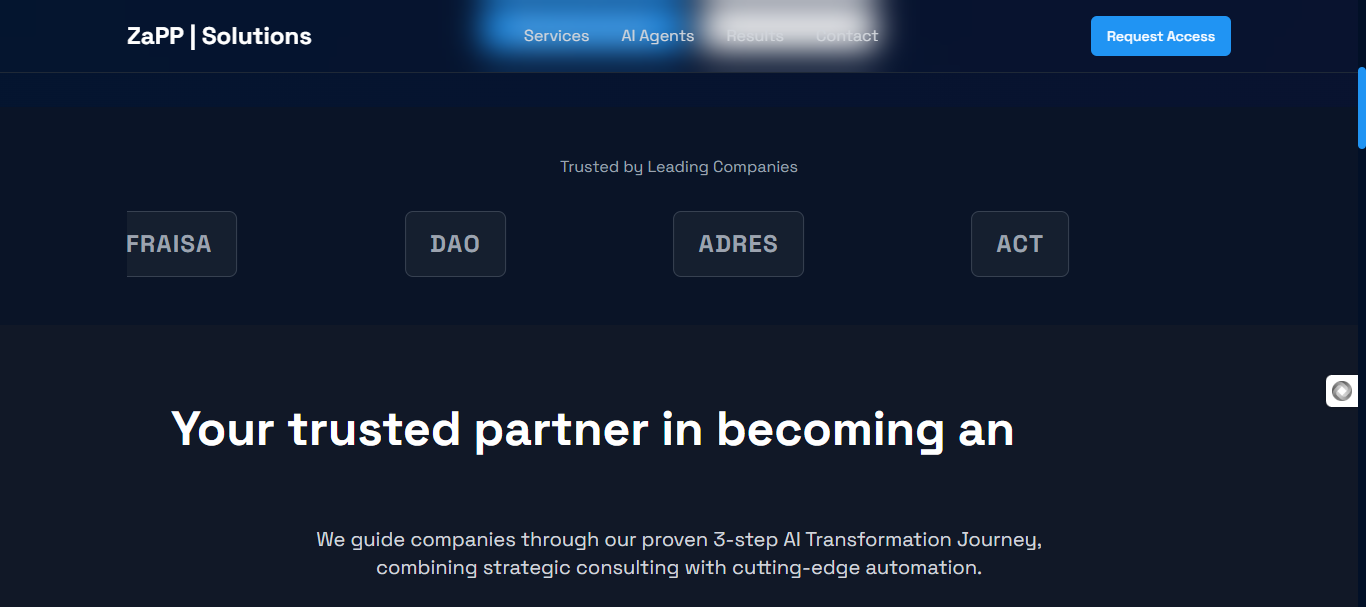 ZaPP | Solutions
Services AI Agents Results Contact
Request Access
Trusted by Leading Companies
FRAISA DAO ADRES ACT
Your trusted partner in becoming an
We guide companies through our proven 3-step AI Transformation Journey,
combining strategic consulting with cutting-edge automation.